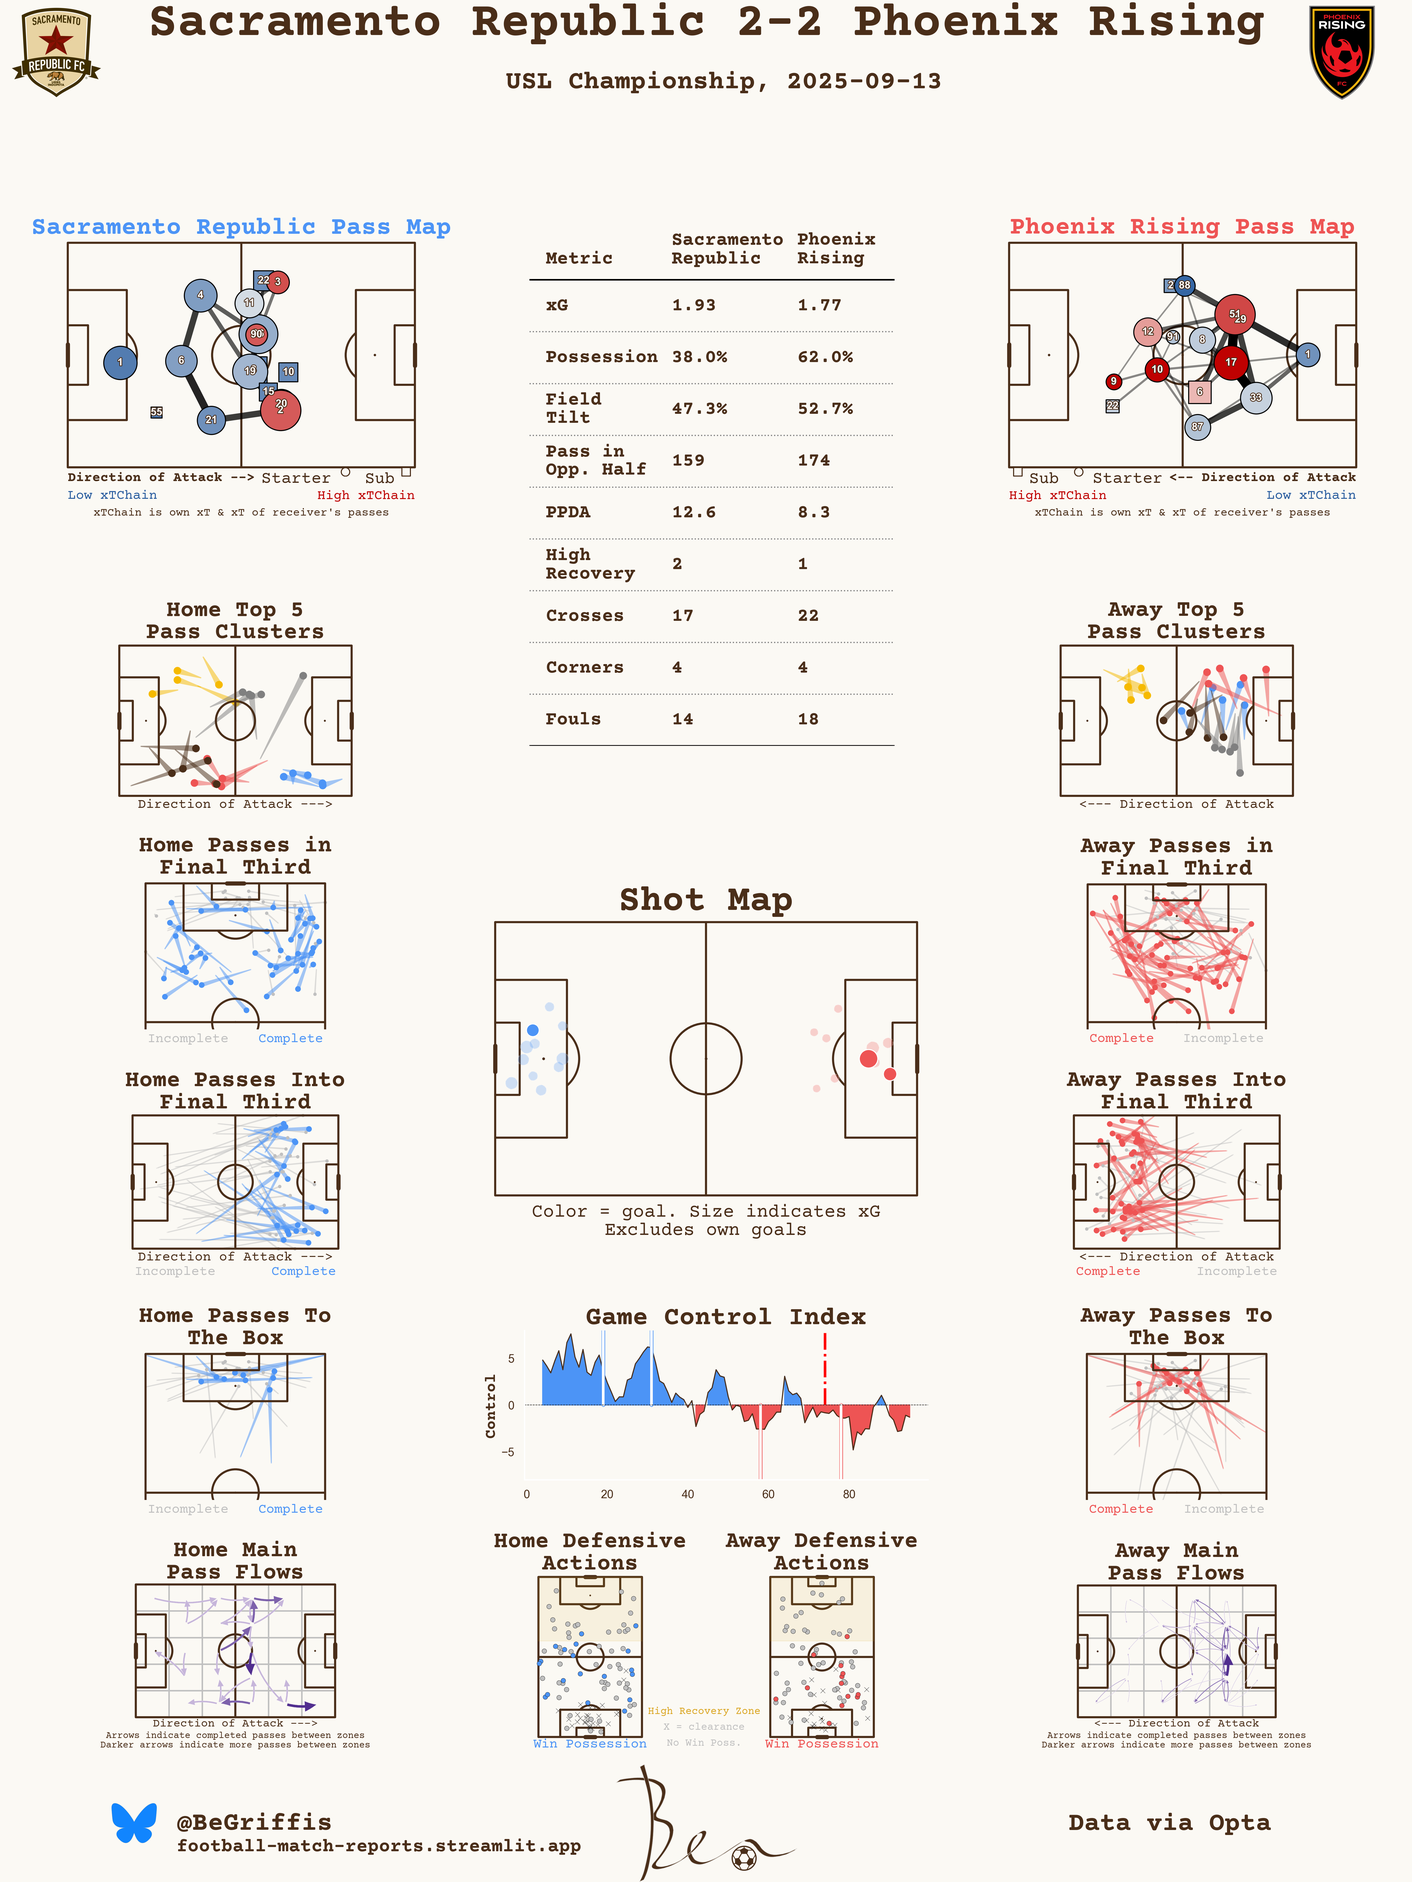 Sacramento Republic 2-2 Phoenix Rising
USL Championship, 2025-09-13
SACRAMENTO
REPUBLIC FC
PHOENIX
RISING
FC
Sacramento Republic Pass Map
4
22
3
11
90
1
6
19
10
15
20
2
55
21
Direction of Attack --> Starter Sub
Low xTChain High xTChain
xTChain is own xT & xT of receiver's passes
Metric Sacramento Republic Phoenix Rising
xG 1.93 1.77
Possession 38.0% 62.0%
Field Tilt 47.3% 52.7%
Pass in Opp. Half 159 174
PPDA 12.6 8.3
High Recovery 2 1
Crosses 17 22
Corners 4 4
Fouls 14 18
Phoenix Rising Pass Map
2
88
51
29
12
91
8
1
10
17
9
6
33
22
87
Sub Starter <-- Direction of Attack
High xTChain Low xTChain
xTChain is own xT & xT of receiver's passes
Home Top 5
Pass Clusters
Direction of Attack --->
Away Top 5
Pass Clusters
<--- Direction of Attack
Home Passes in
Final Third
Incomplete Complete
Away Passes in
Final Third
Complete Incomplete
Shot Map
Color = goal. Size indicates xG
Excludes own goals
Home Passes Into
Final Third
Direction of Attack --->
Incomplete Complete
Away Passes Into
Final Third
<--- Direction of Attack
Complete Incomplete
Home Passes To
The Box
Incomplete Complete
Game Control Index
Control
5
0
−5
0 20 40 60 80
Away Passes To
The Box
Complete Incomplete
Home Main
Pass Flows
Direction of Attack --->
Arrows indicate completed passes between zones
Darker arrows indicate more passes between zones
Home Defensive
Actions
Win Possession
High Recovery Zone
X = clearance
No Win Poss.
Away Defensive
Actions
Win Possession
Away Main
Pass Flows
<--- Direction of Attack
Arrows indicate completed passes between zones
Darker arrows indicate more passes between zones
@BeGriffis
football-match-reports.streamlit.app
Ben
Data via Opta